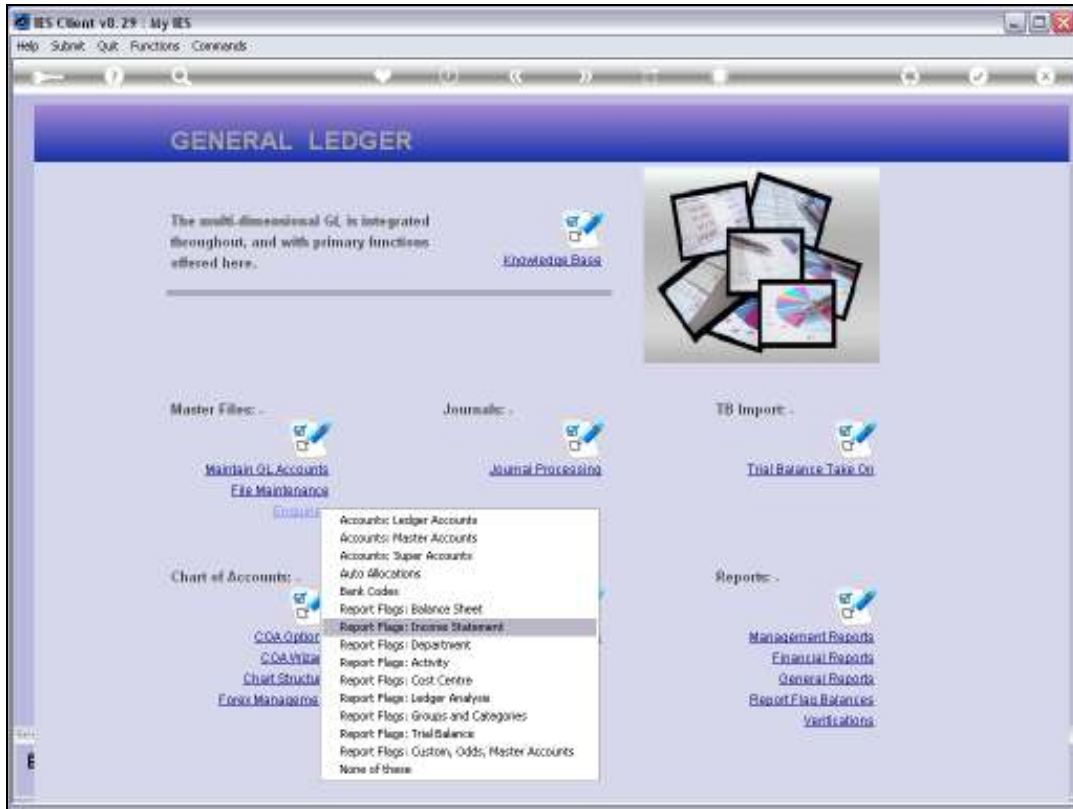 IES Client v8.29 : My IES
Help Submit Quit Functions Commands
GENERAL LEDGER
The multi-dimensional GL is integrated
throughout, and with primary functions
offered here.
Knowledge Base
Master Files: - Journals: - TB Import: -
Maintain GL Accounts Journal Processing Trial Balance Take On
File Maintenance
Accounts: Ledger Accounts
Accounts: Master Accounts
Accounts: Super Accounts
Auto Allocations
Bank Codes
Report Flags: Balance Sheet
Report Flags: Income Statement
Report Flags: Department
Report Flags: Activity
Report Flags: Cost Centre
Report Flags: Ledger Analysis
Report Flags: Groups and Categories
Report Flags: Trial Balance
Report Flags: Custom, Odds, Master Accounts
None of these
Chart of Accounts: - Reports: -
COA Option Management Reports
COA Wizar Financial Reports
Chart Structu General Reports
Forex Manageme Report Flag Balances
Verifications